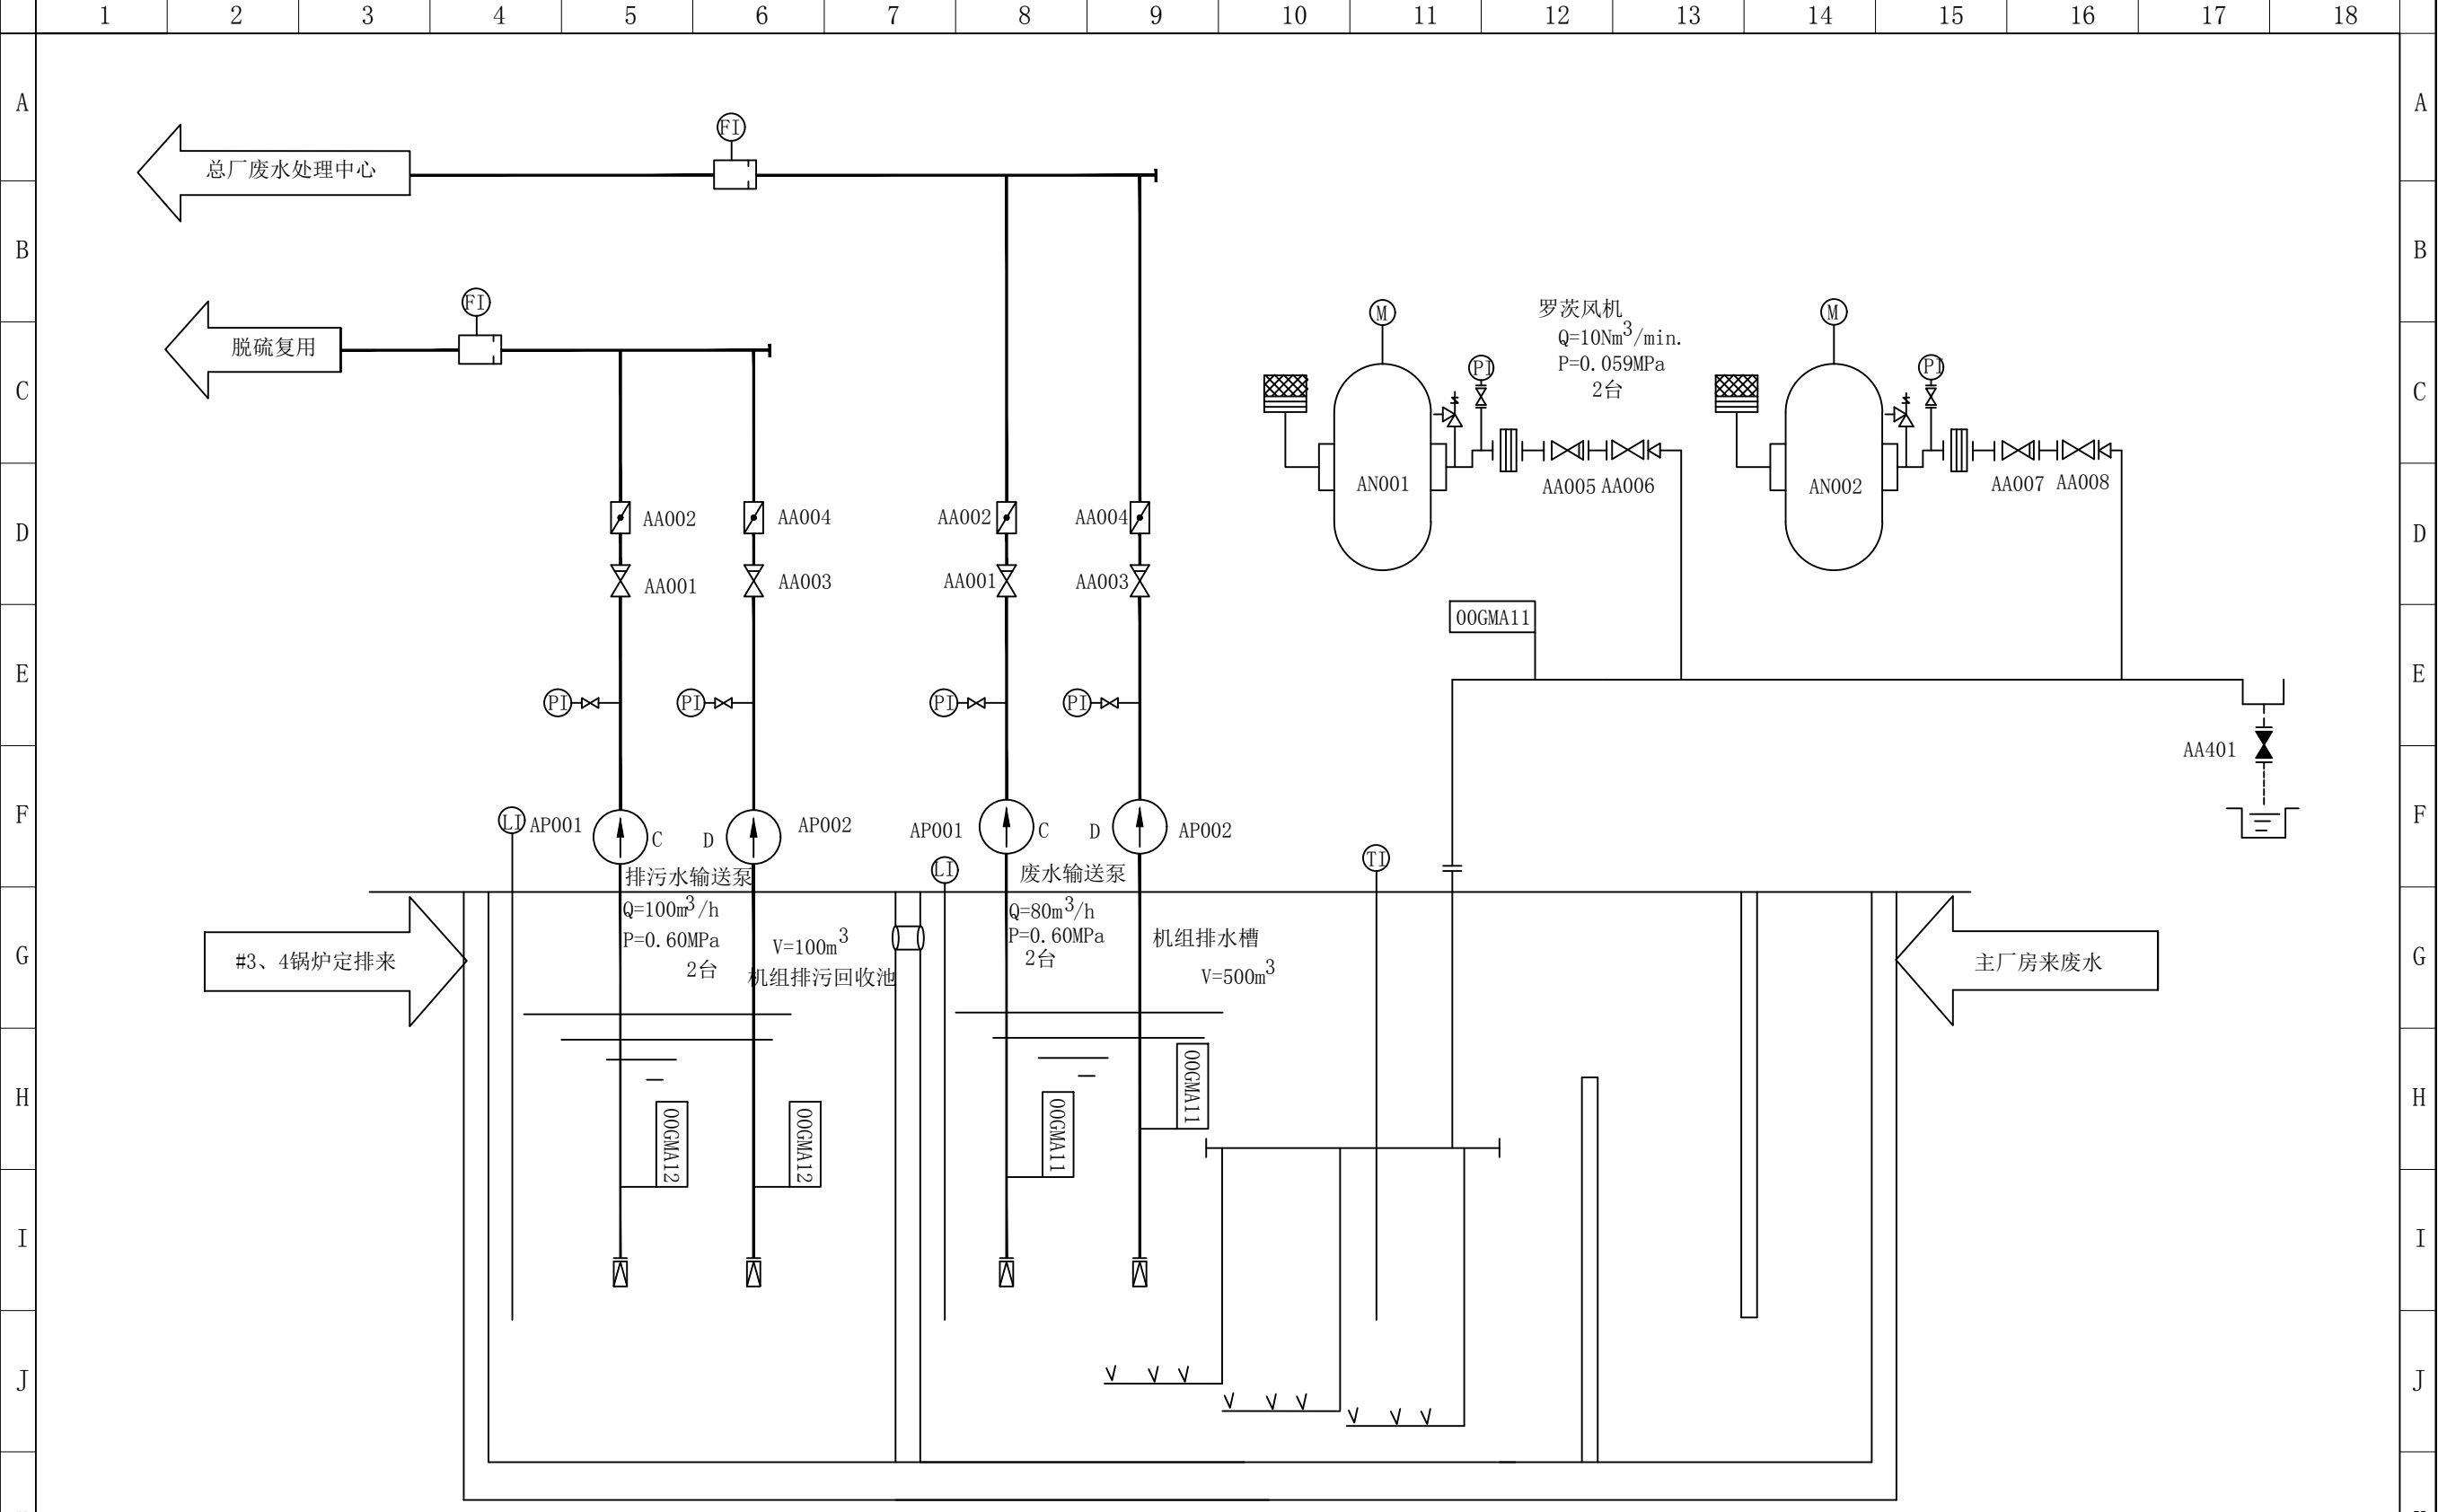 1 2 3 4 5 6 7 8 9 10 11 12 13 14 15 16 17 18
A A
FI
总厂废水处理中心
B B
FI
脱硫复用
M
罗茨风机
Q=10Nm³/min.
P=0.059MPa
2台
M
PI
PI
C C
AN001
AA005 AA006
AN002
AA007 AA008
D D
AA002
AA004
AA002
AA004
AA001
AA003
AA001
AA003
00GMA11
E E
PI
PI
PI
PI
AA401
F F
LI
AP001
C
D
AP002
AP001
C
D
AP002
LI
TI
排污水输送泵
Q=100m³/h
P=0.60MPa
2台
V=100m³
机组排污回收池
废水输送泵
Q=80m³/h
P=0.60MPa
2台
机组排水槽
V=500m³
G G
#3、4锅炉定排来
主厂房来废水
H H
00GMA12
00GMA12
00GMA11
00GMA11
I I
J J